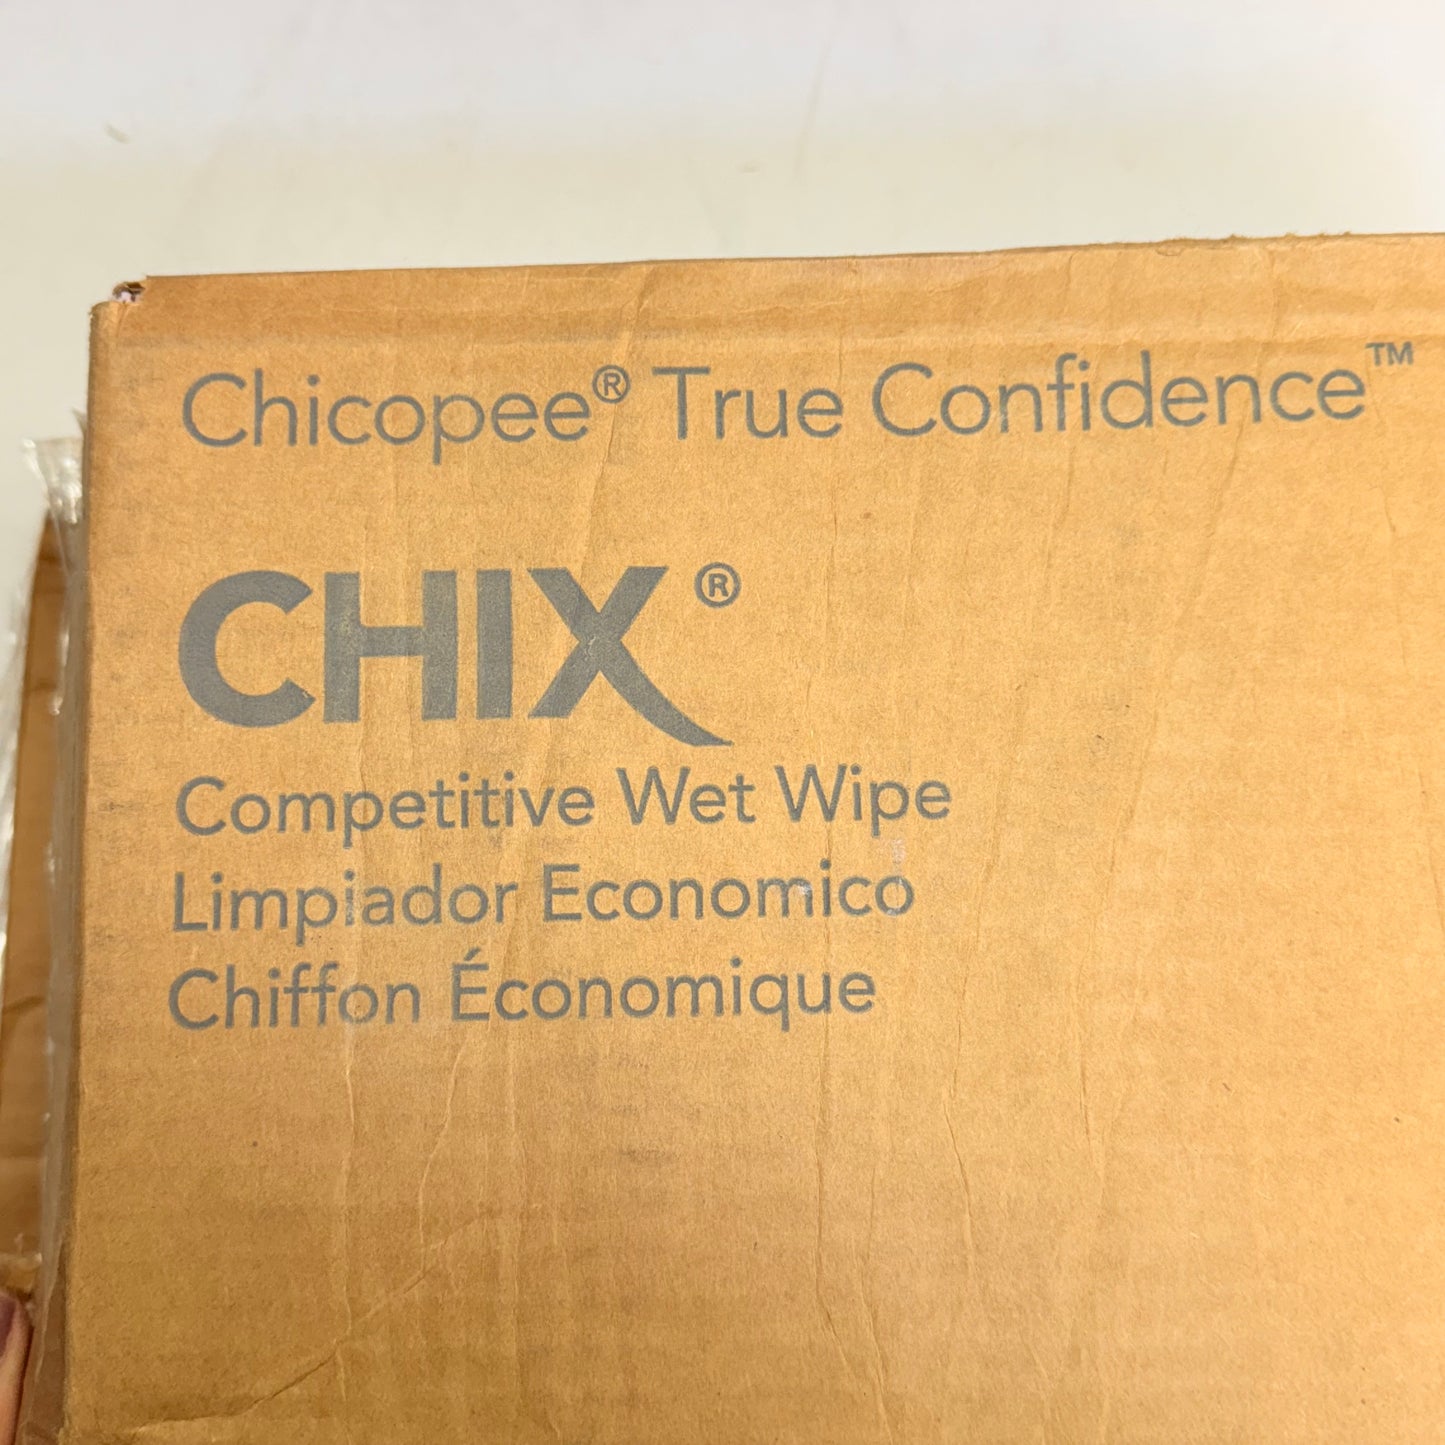 Chicopee® True Confidence™
CHIX®
Competitive Wet Wipe
Limpiador Economico
Chiffon Économique